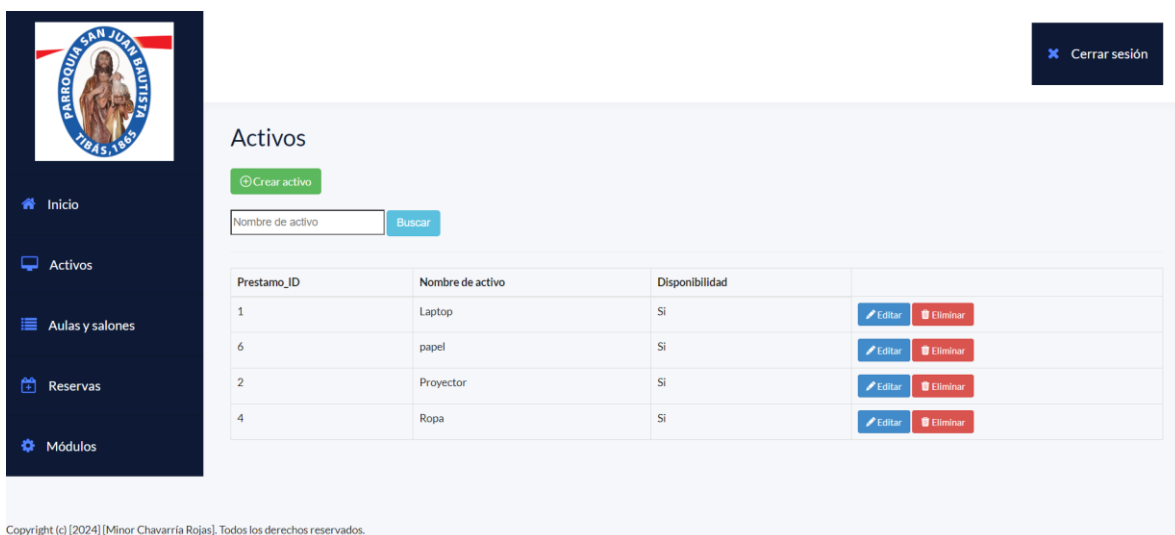 PARROQUIA SAN JUAN BAUTISTA
TIBÁS, 1865
Cerrar sesión
Inicio
Activos
Aulas y salones
Reservas
Módulos
Activos
Crear activo
Nombre de activo Buscar
Prestamo_ID Nombre de activo Disponibilidad
1 Laptop Si Editar Eliminar
6 papel Si Editar Eliminar
2 Proyector Si Editar Eliminar
4 Ropa Si Editar Eliminar
Copyright (c) [2024] [Minor Chavarría Rojas]. Todos los derechos reservados.